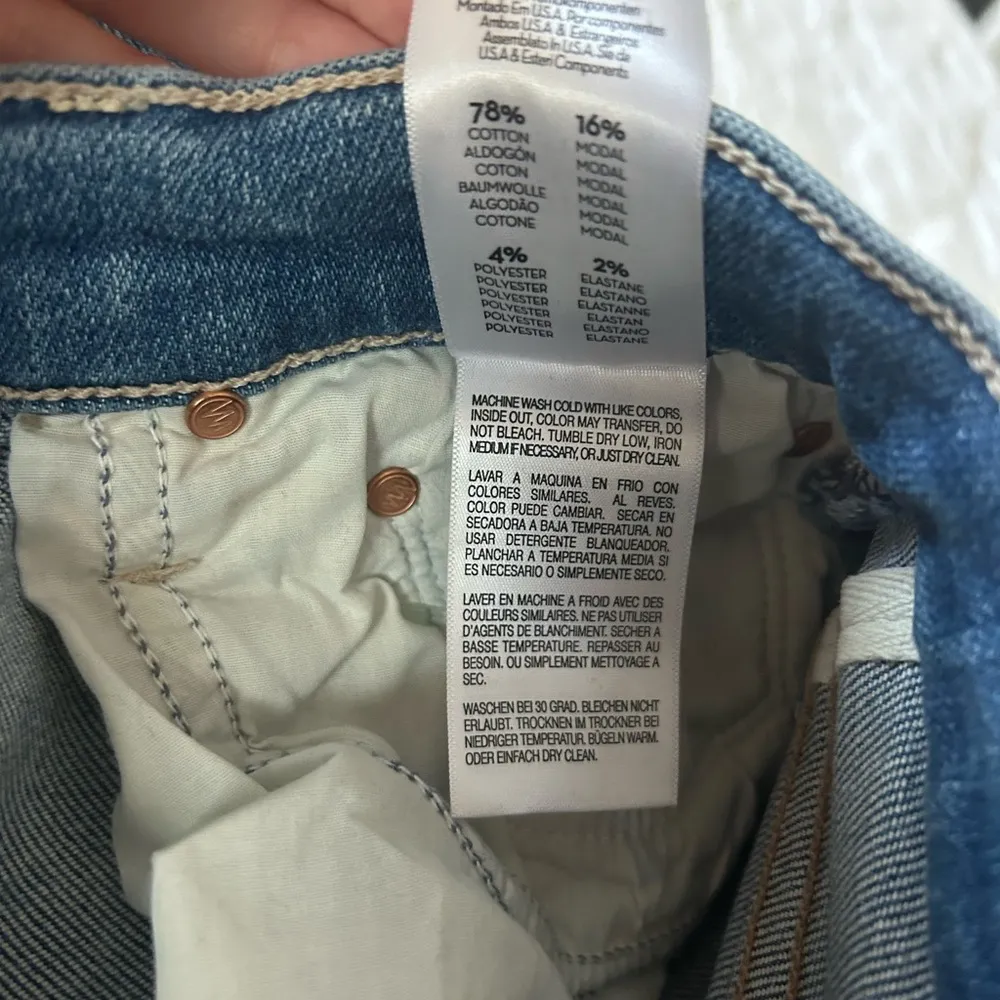 Montado Em U.S.A. Por componentes
Ambas U.S.A. & Estrangeiros
Assemblato In U.S.A. Sia de
U.S.A & Esteri Components
78%
COTTON
ALDOGÓN
COTON
BAUMWOLLE
ALGODÃO
COTONE
16%
MODAL
MODAL
MODAL
MODAL
MODAL
MODAL
4%
POLYESTER
POLYESTER
POLYESTER
POLYESTER
POLYESTER
POLYESTER
2%
ELASTANE
ELASTANO
ELASTANNE
ELASTAN
ELASTANO
ELASTANE
MACHINE WASH COLD WITH LIKE COLORS,
INSIDE OUT, COLOR MAY TRANSFER, DO
NOT BLEACH. TUMBLE DRY LOW, IRON
MEDIUM IF NECESSARY, OR JUST DRY CLEAN.
LAVAR A MAQUINA EN FRIO CON
COLORES SIMILARES. AL REVES.
COLOR PUEDE CAMBIAR. SECAR EN
SECADORA A BAJA TEMPERATURA. NO
USAR DETERGENTE BLANQUEADOR.
PLANCHAR A TEMPERATURA MEDIA SI
ES NECESARIO O SIMPLEMENTE SECO.
LAVER EN MACHINE A FROID AVEC DES
COULEURS SIMILAIRES. NE PAS UTILISER
D'AGENTS DE BLANCHIMENT. SECHER A
BASSE TEMPERATURE. REPASSER AU
BESOIN. OU SIMPLEMENT METTOYAGE A
SEC.
WASCHEN BEI 30 GRAD. BLEICHEN NICHT
ERLAUBT. TROCKNEN IM TROCKNER BEI
NIEDRIGER TEMPERATUR. BÜGELN WARM.
ODER EINFACH DRY CLEAN.